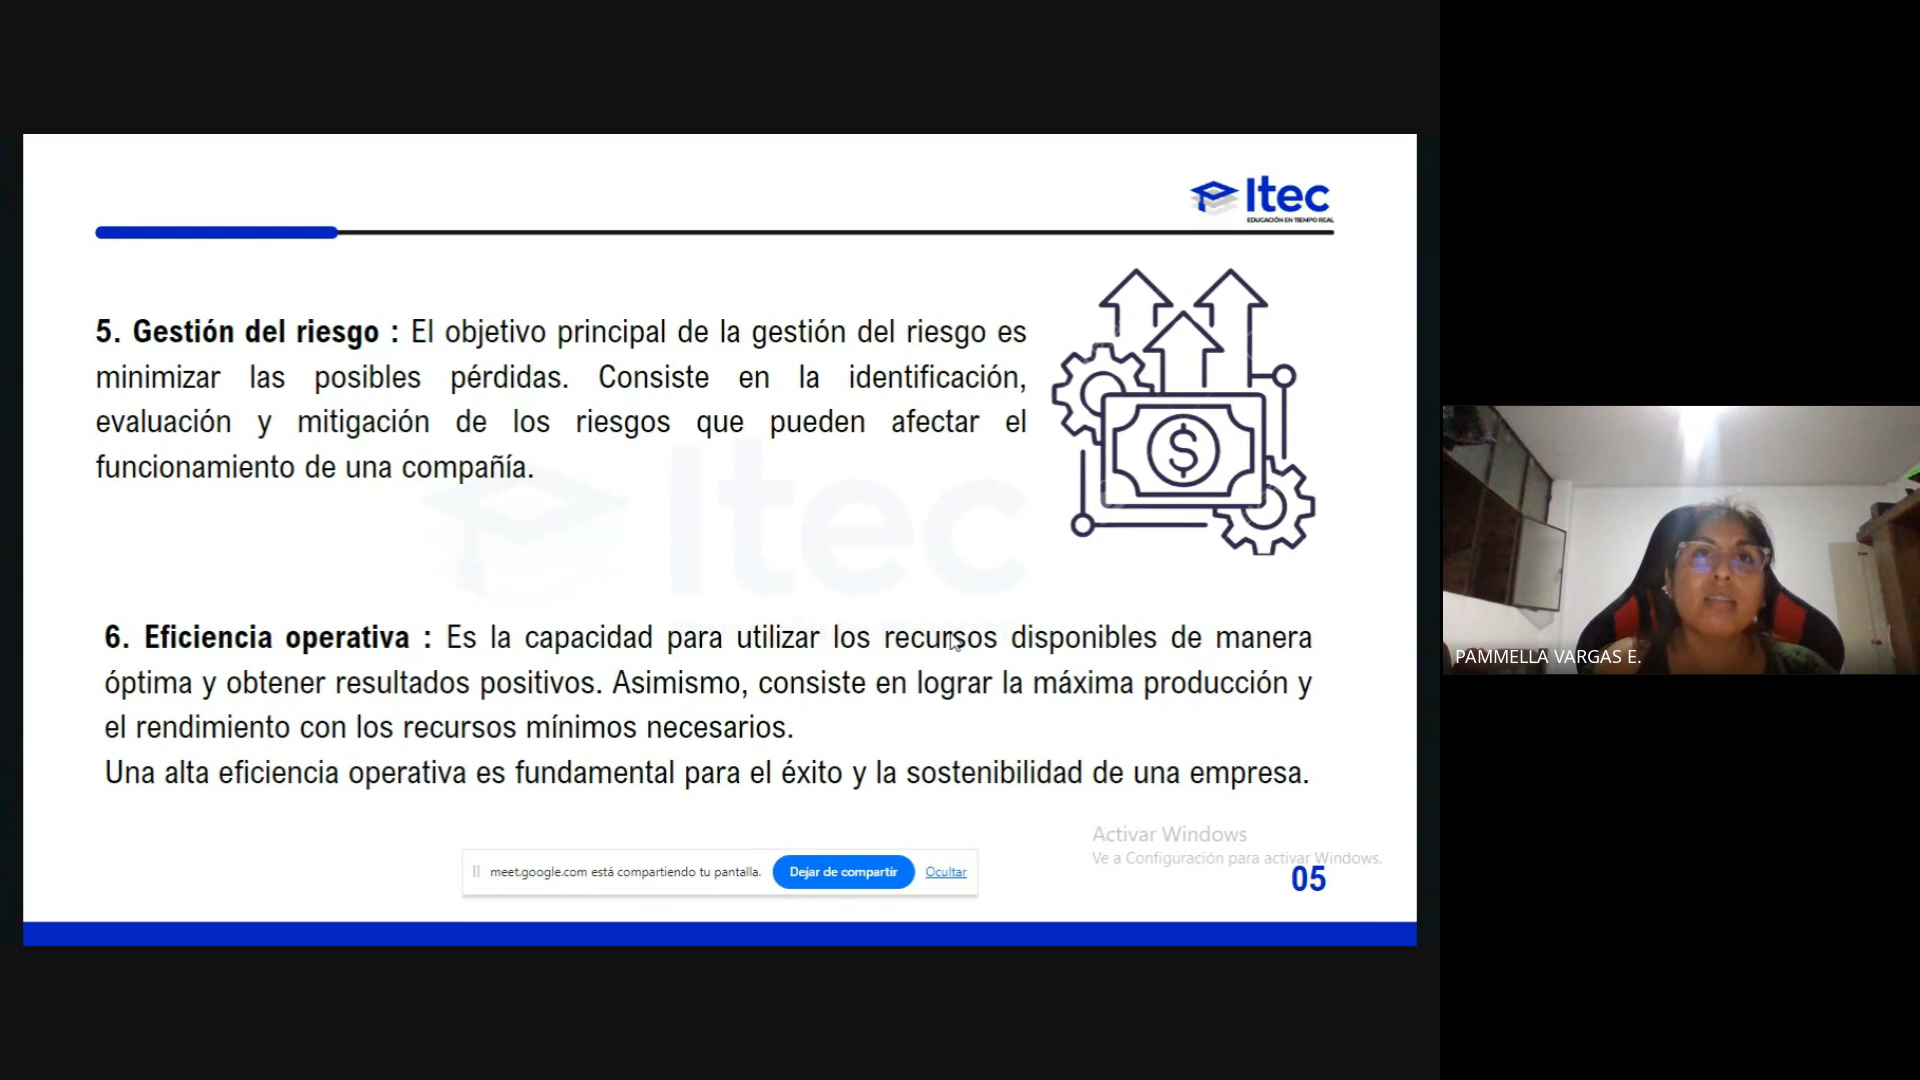 Itec
EDUCACIÓN EN TIEMPO REAL
5. Gestión del riesgo : El objetivo principal de la gestión del riesgo es
minimizar las posibles pérdidas. Consiste en la identificación,
evaluación y mitigación de los riesgos que pueden afectar el
funcionamiento de una compañía.
$
Itec
6. Eficiencia operativa : Es la capacidad para utilizar los recursos disponibles de manera
óptima y obtener resultados positivos. Asimismo, consiste en lograr la máxima producción y
el rendimiento con los recursos mínimos necesarios.
Una alta eficiencia operativa es fundamental para el éxito y la sostenibilidad de una empresa.
Activar Windows
Ve a Configuración para activar Windows.
meet.google.com está compartiendo tu pantalla. Dejar de compartir Ocultar
05
PAMMELLA VARGAS E.